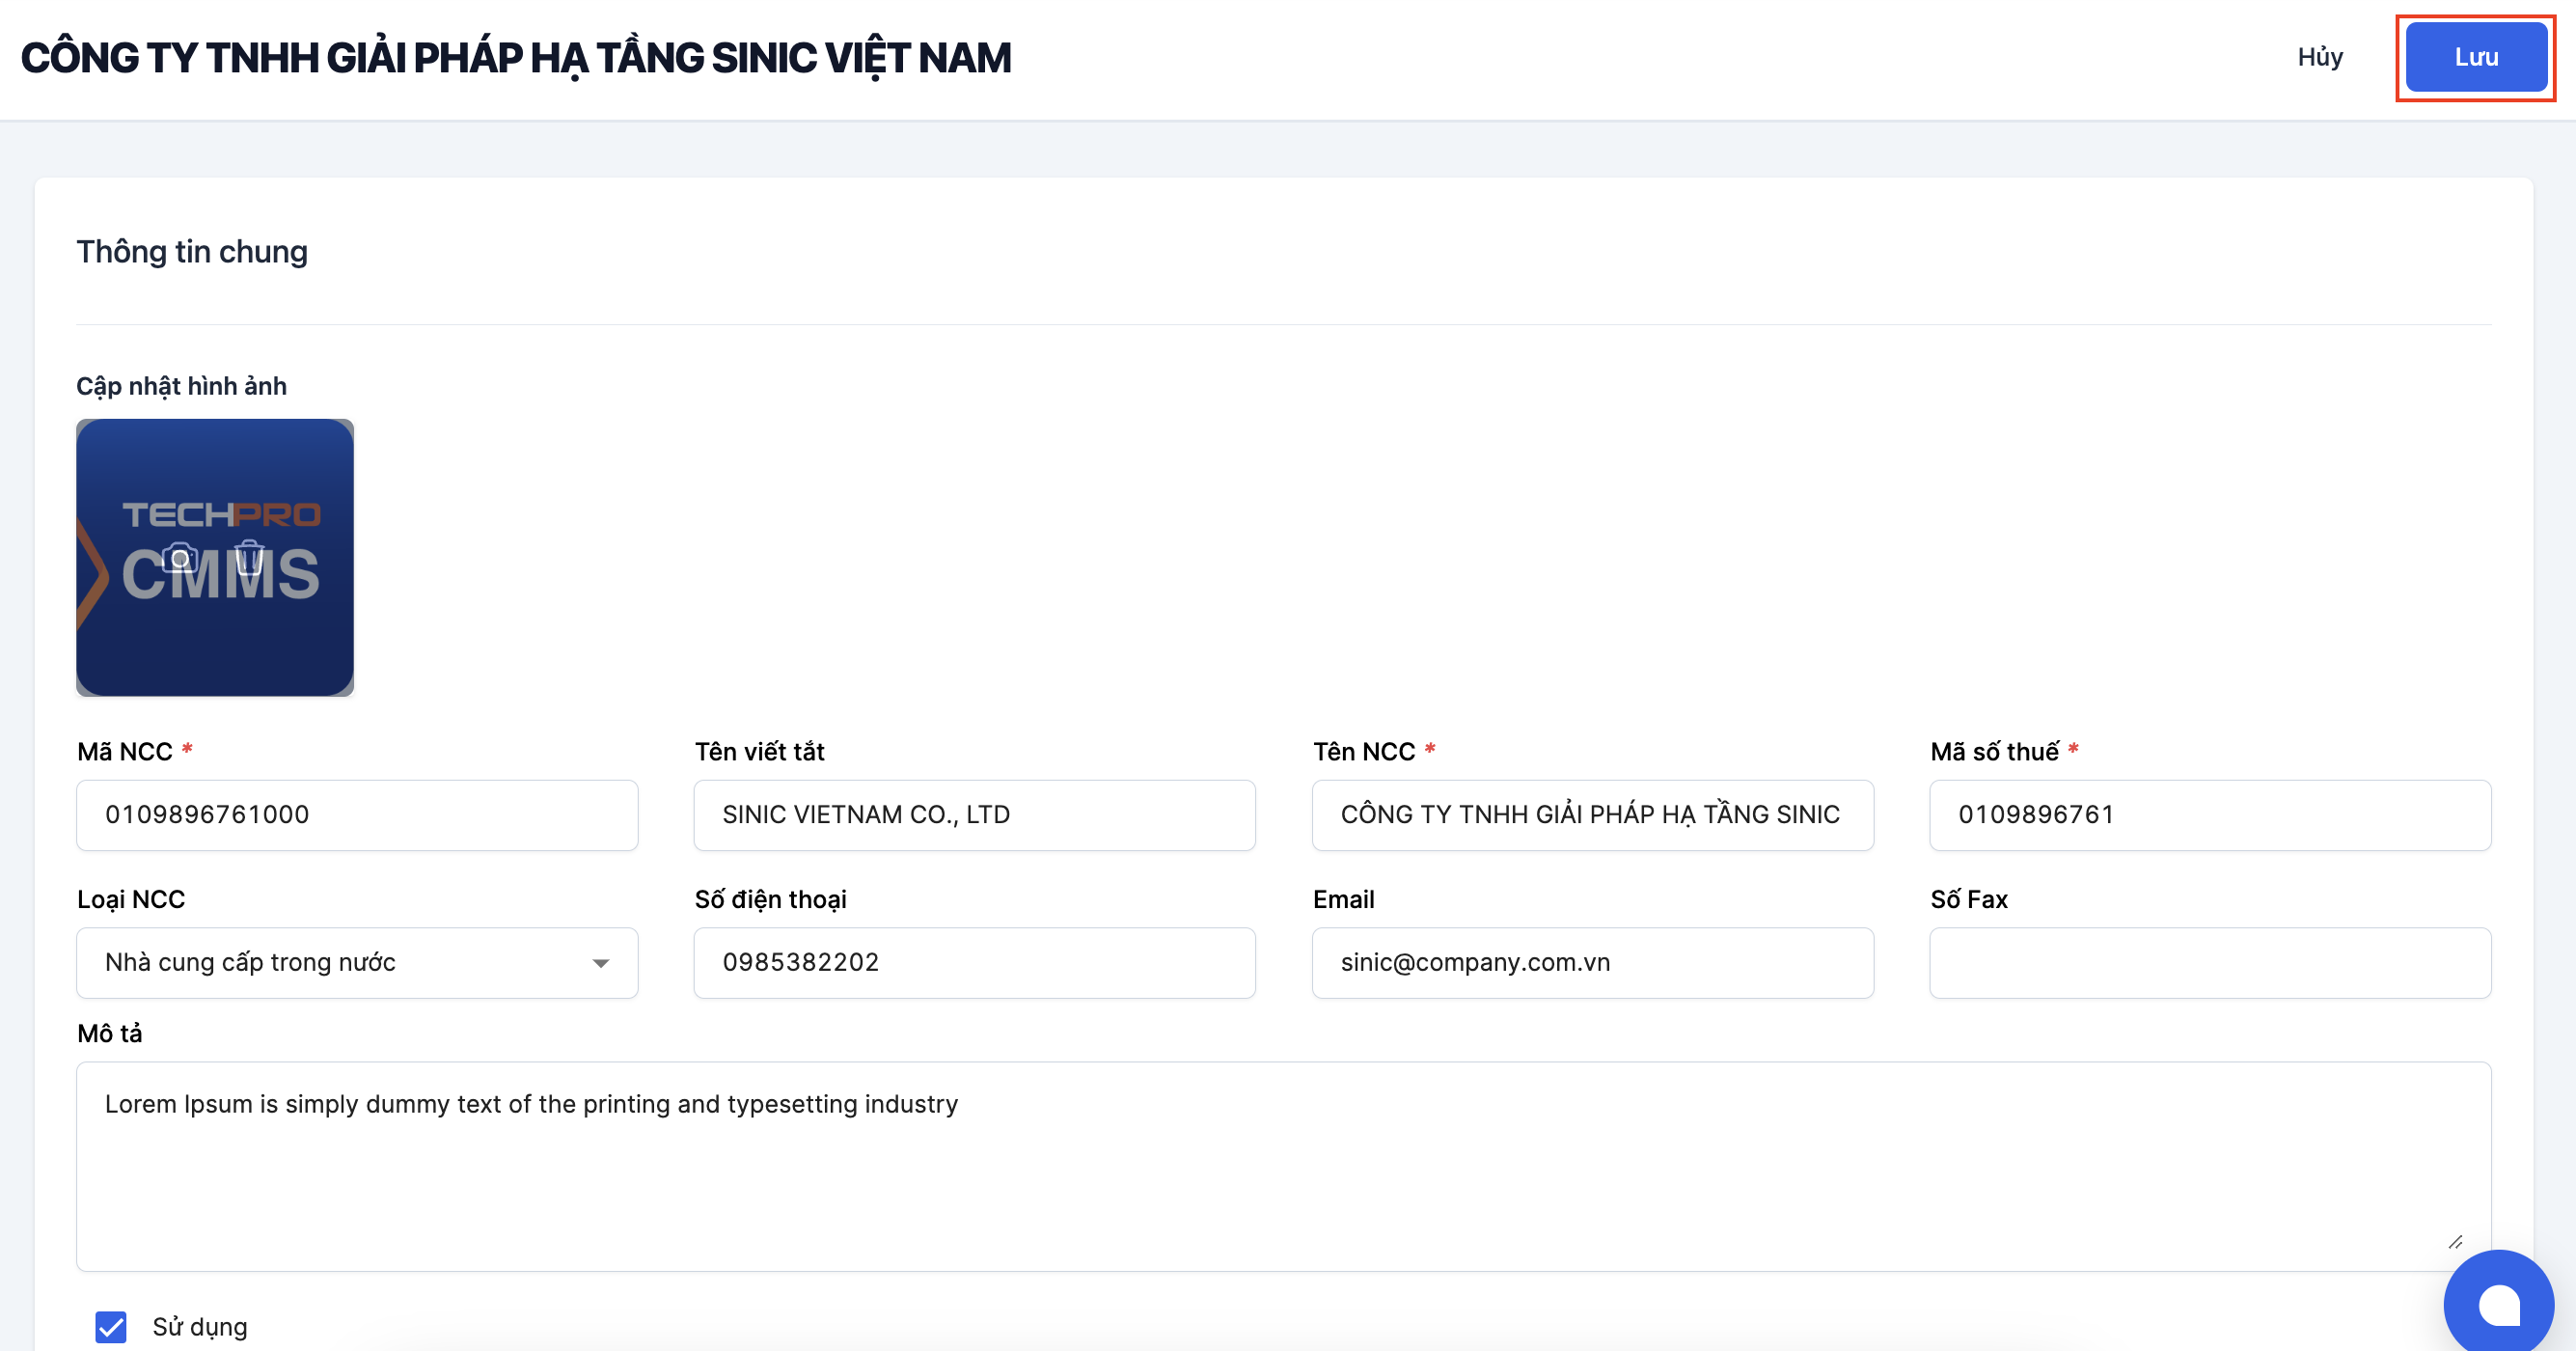 CÔNG TY TNHH GIẢI PHÁP HẠ TẦNG SINIC VIỆT NAM
Hủy
Lưu
Thông tin chung
Cập nhật hình ảnh
TECHPRO
CMMS
Mã NCC *
Tên viết tắt
Tên NCC *
Mã số thuế *
0109896761000
SINIC VIETNAM CO., LTD
CÔNG TY TNHH GIẢI PHÁP HẠ TẦNG SINIC
0109896761
Loại NCC
Số điện thoại
Email
Số Fax
Nhà cung cấp trong nước
0985382202
sinic@company.com.vn
Mô tả
Lorem Ipsum is simply dummy text of the printing and typesetting industry
Sử dụng